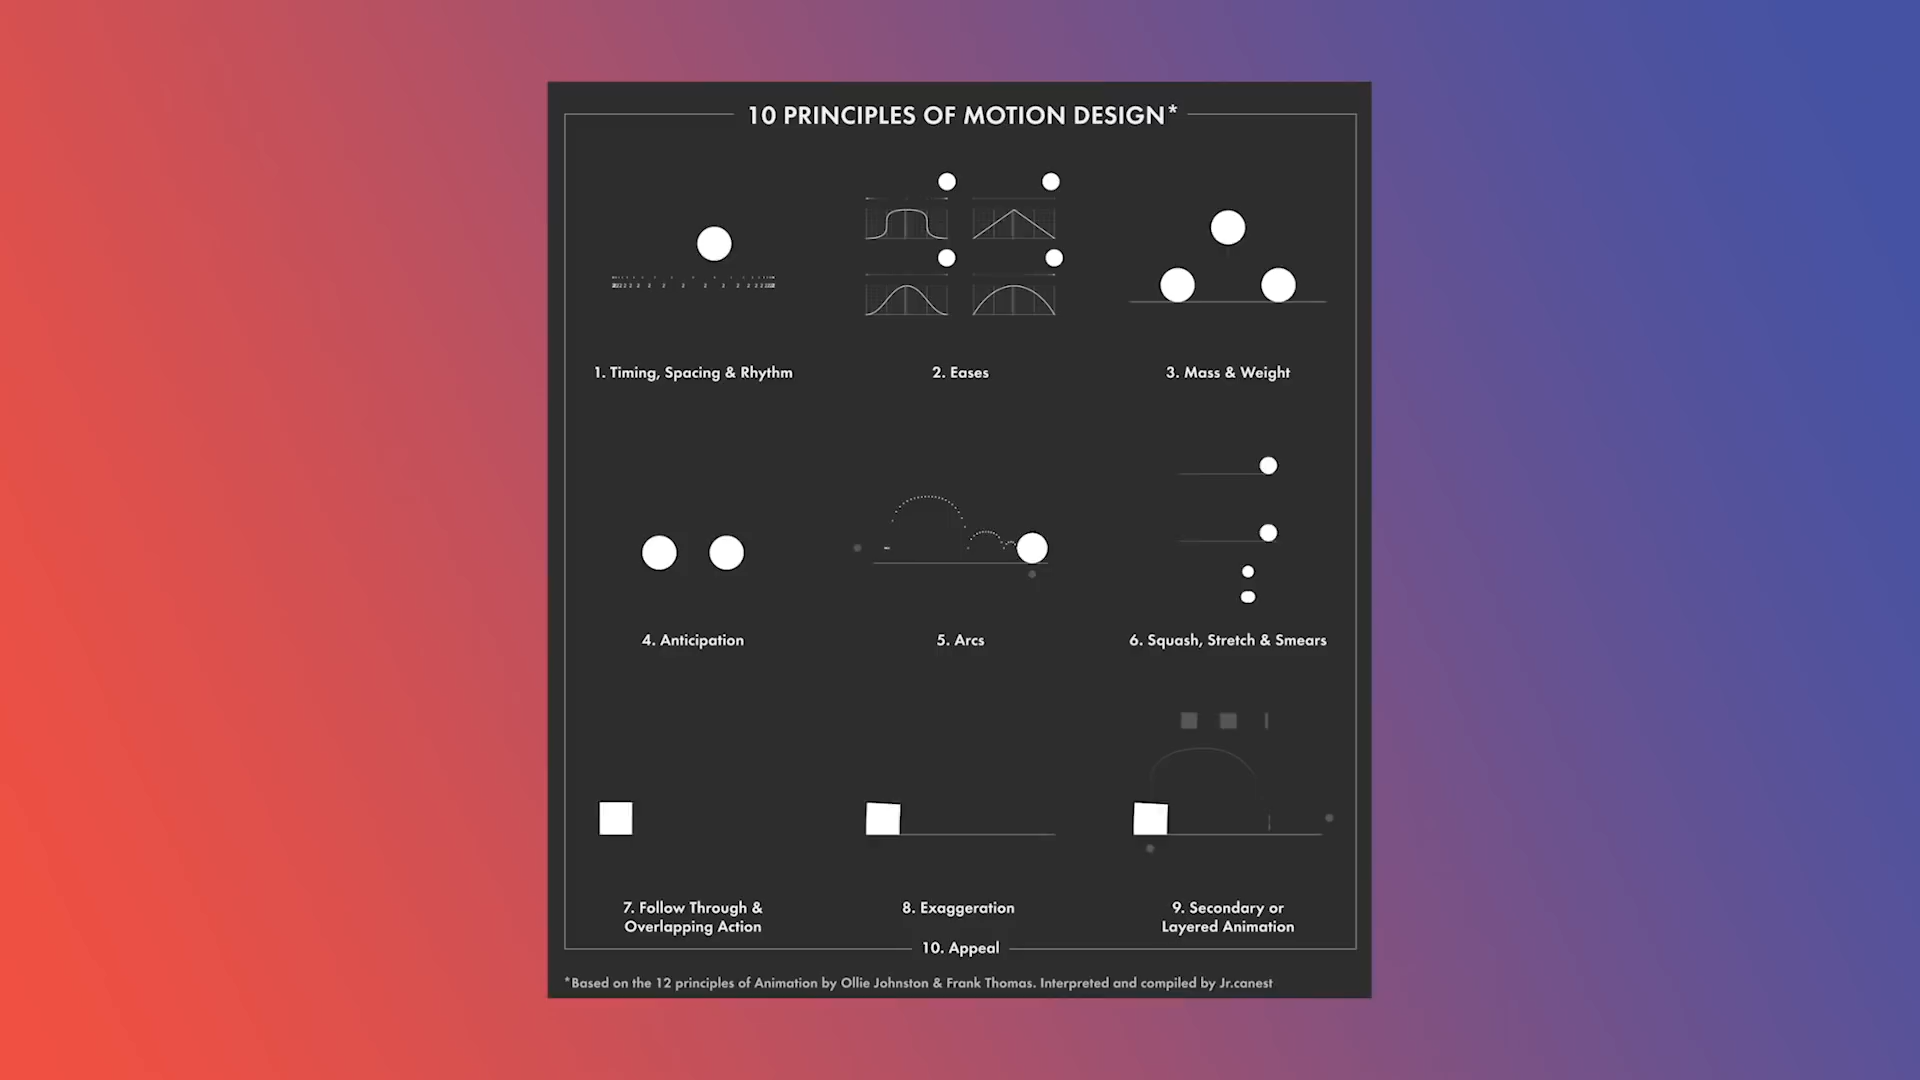 10 PRINCIPLES OF MOTION DESIGN*
1. Timing, Spacing & Rhythm
2. Eases
3. Mass & Weight
4. Anticipation
5. Arcs
6. Squash, Stretch & Smears
7. Follow Through &
Overlapping Action
8. Exaggeration
9. Secondary or
Layered Animation
10. Appeal
*Based on the 12 principles of Animation by Ollie Johnston & Frank Thomas. Interpreted and compiled by Jr.canest